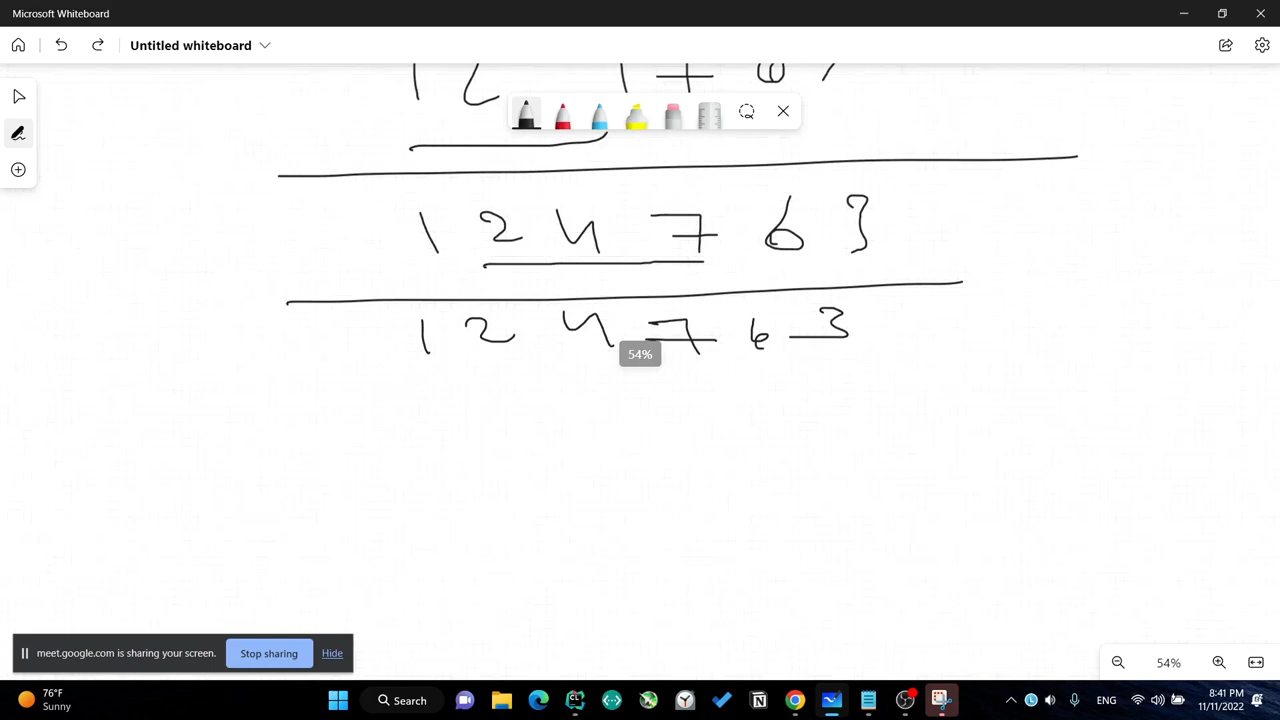 Microsoft Whiteboard
Untitled whiteboard
1 2 4 7 6 3
1 2 4 7 6 3
54%
meet.google.com is sharing your screen. Stop sharing Hide
54%
76°F
Sunny
Search
ENG
8:41 PM
11/11/2022